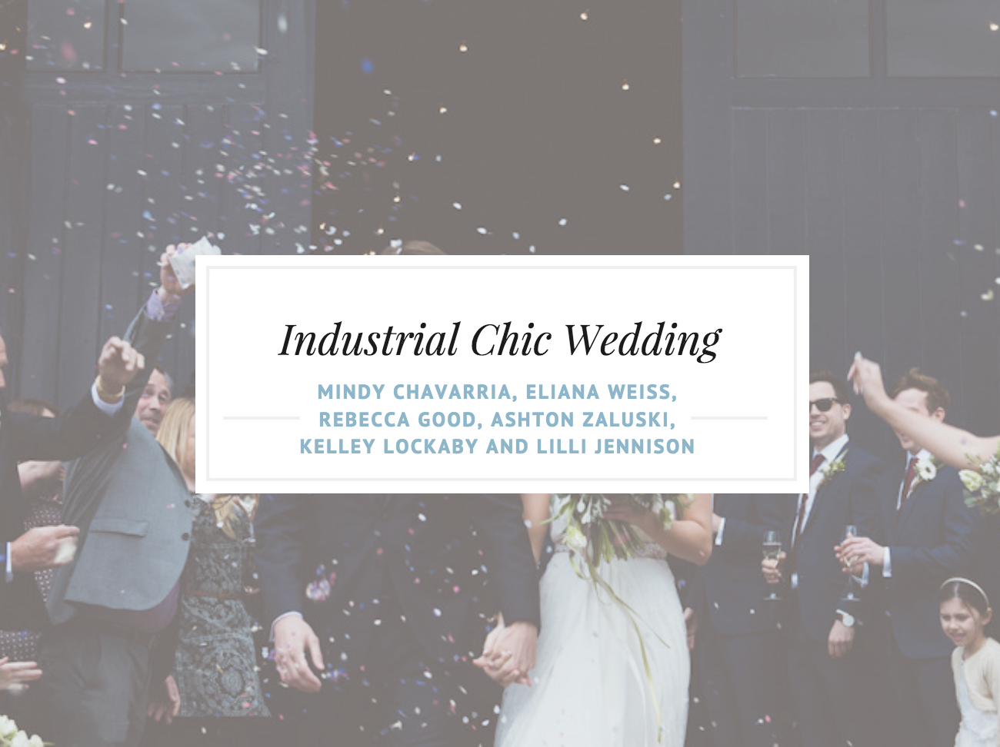 Industrial Chic Wedding
MINDY CHAVARRIA, ELIANA WEISS,
REBECCA GOOD, ASHTON ZALUSKI,
KELLEY LOCKABY AND LILLI JENNISON